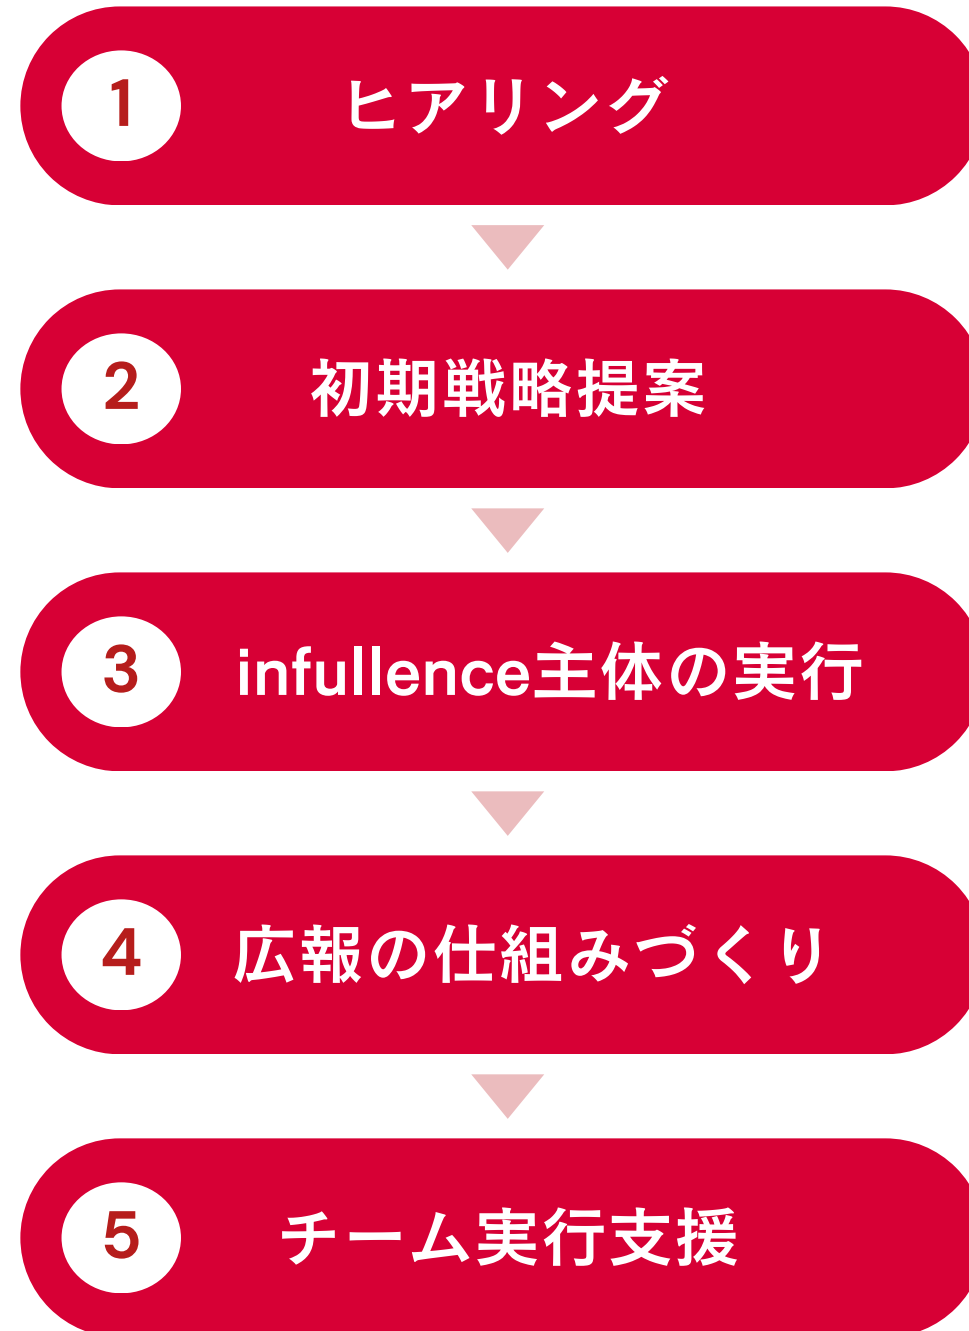 1 ヒアリング
2 初期戦略提案
3 infullence主体の実行
4 広報の仕組みづくり
5 チーム実行支援